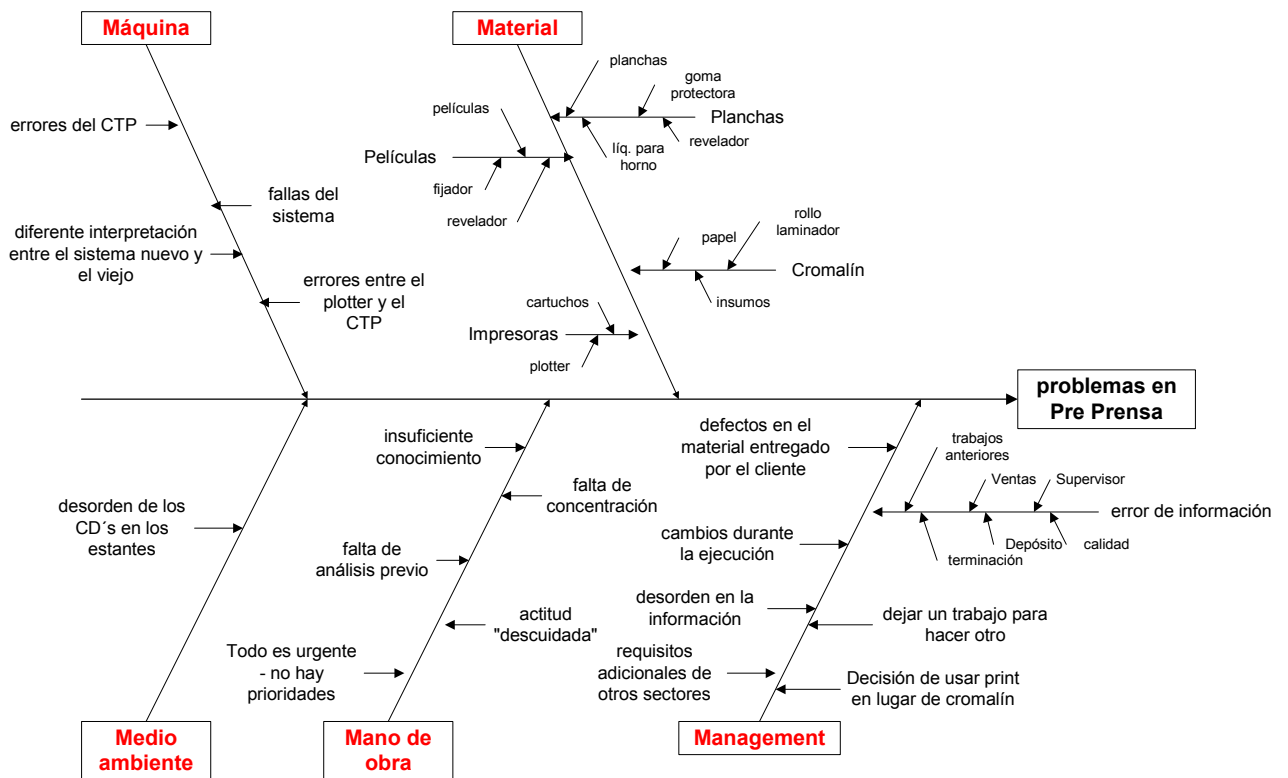 Máquina
Material
planchas
goma
protectora
Planchas
revelador
líq. para
horno
películas
Películas
fijador
revelador
errores del CTP
fallas del
sistema
diferente interpretación
entre el sistema nuevo y
el viejo
errores entre el
plotter y el
CTP
rollo
laminador
papel
Cromalín
insumos
cartuchos
Impresoras
plotter
problemas en
Pre Prensa
desorden de los
CD´s en los
estantes
insuficiente
conocimiento
falta de
concentración
falta de
análisis previo
actitud
"descuidada"
Todo es urgente
- no hay
prioridades
defectos en el
material entregado
por el cliente
trabajos
anteriores
Ventas
Supervisor
error de información
terminación
Depósito
calidad
cambios durante
la ejecución
desorden en la
información
dejar un trabajo para
hacer otro
requisitos
adicionales de
otros sectores
Decisión de usar print
en lugar de cromalín
Medio
ambiente
Mano de
obra
Management